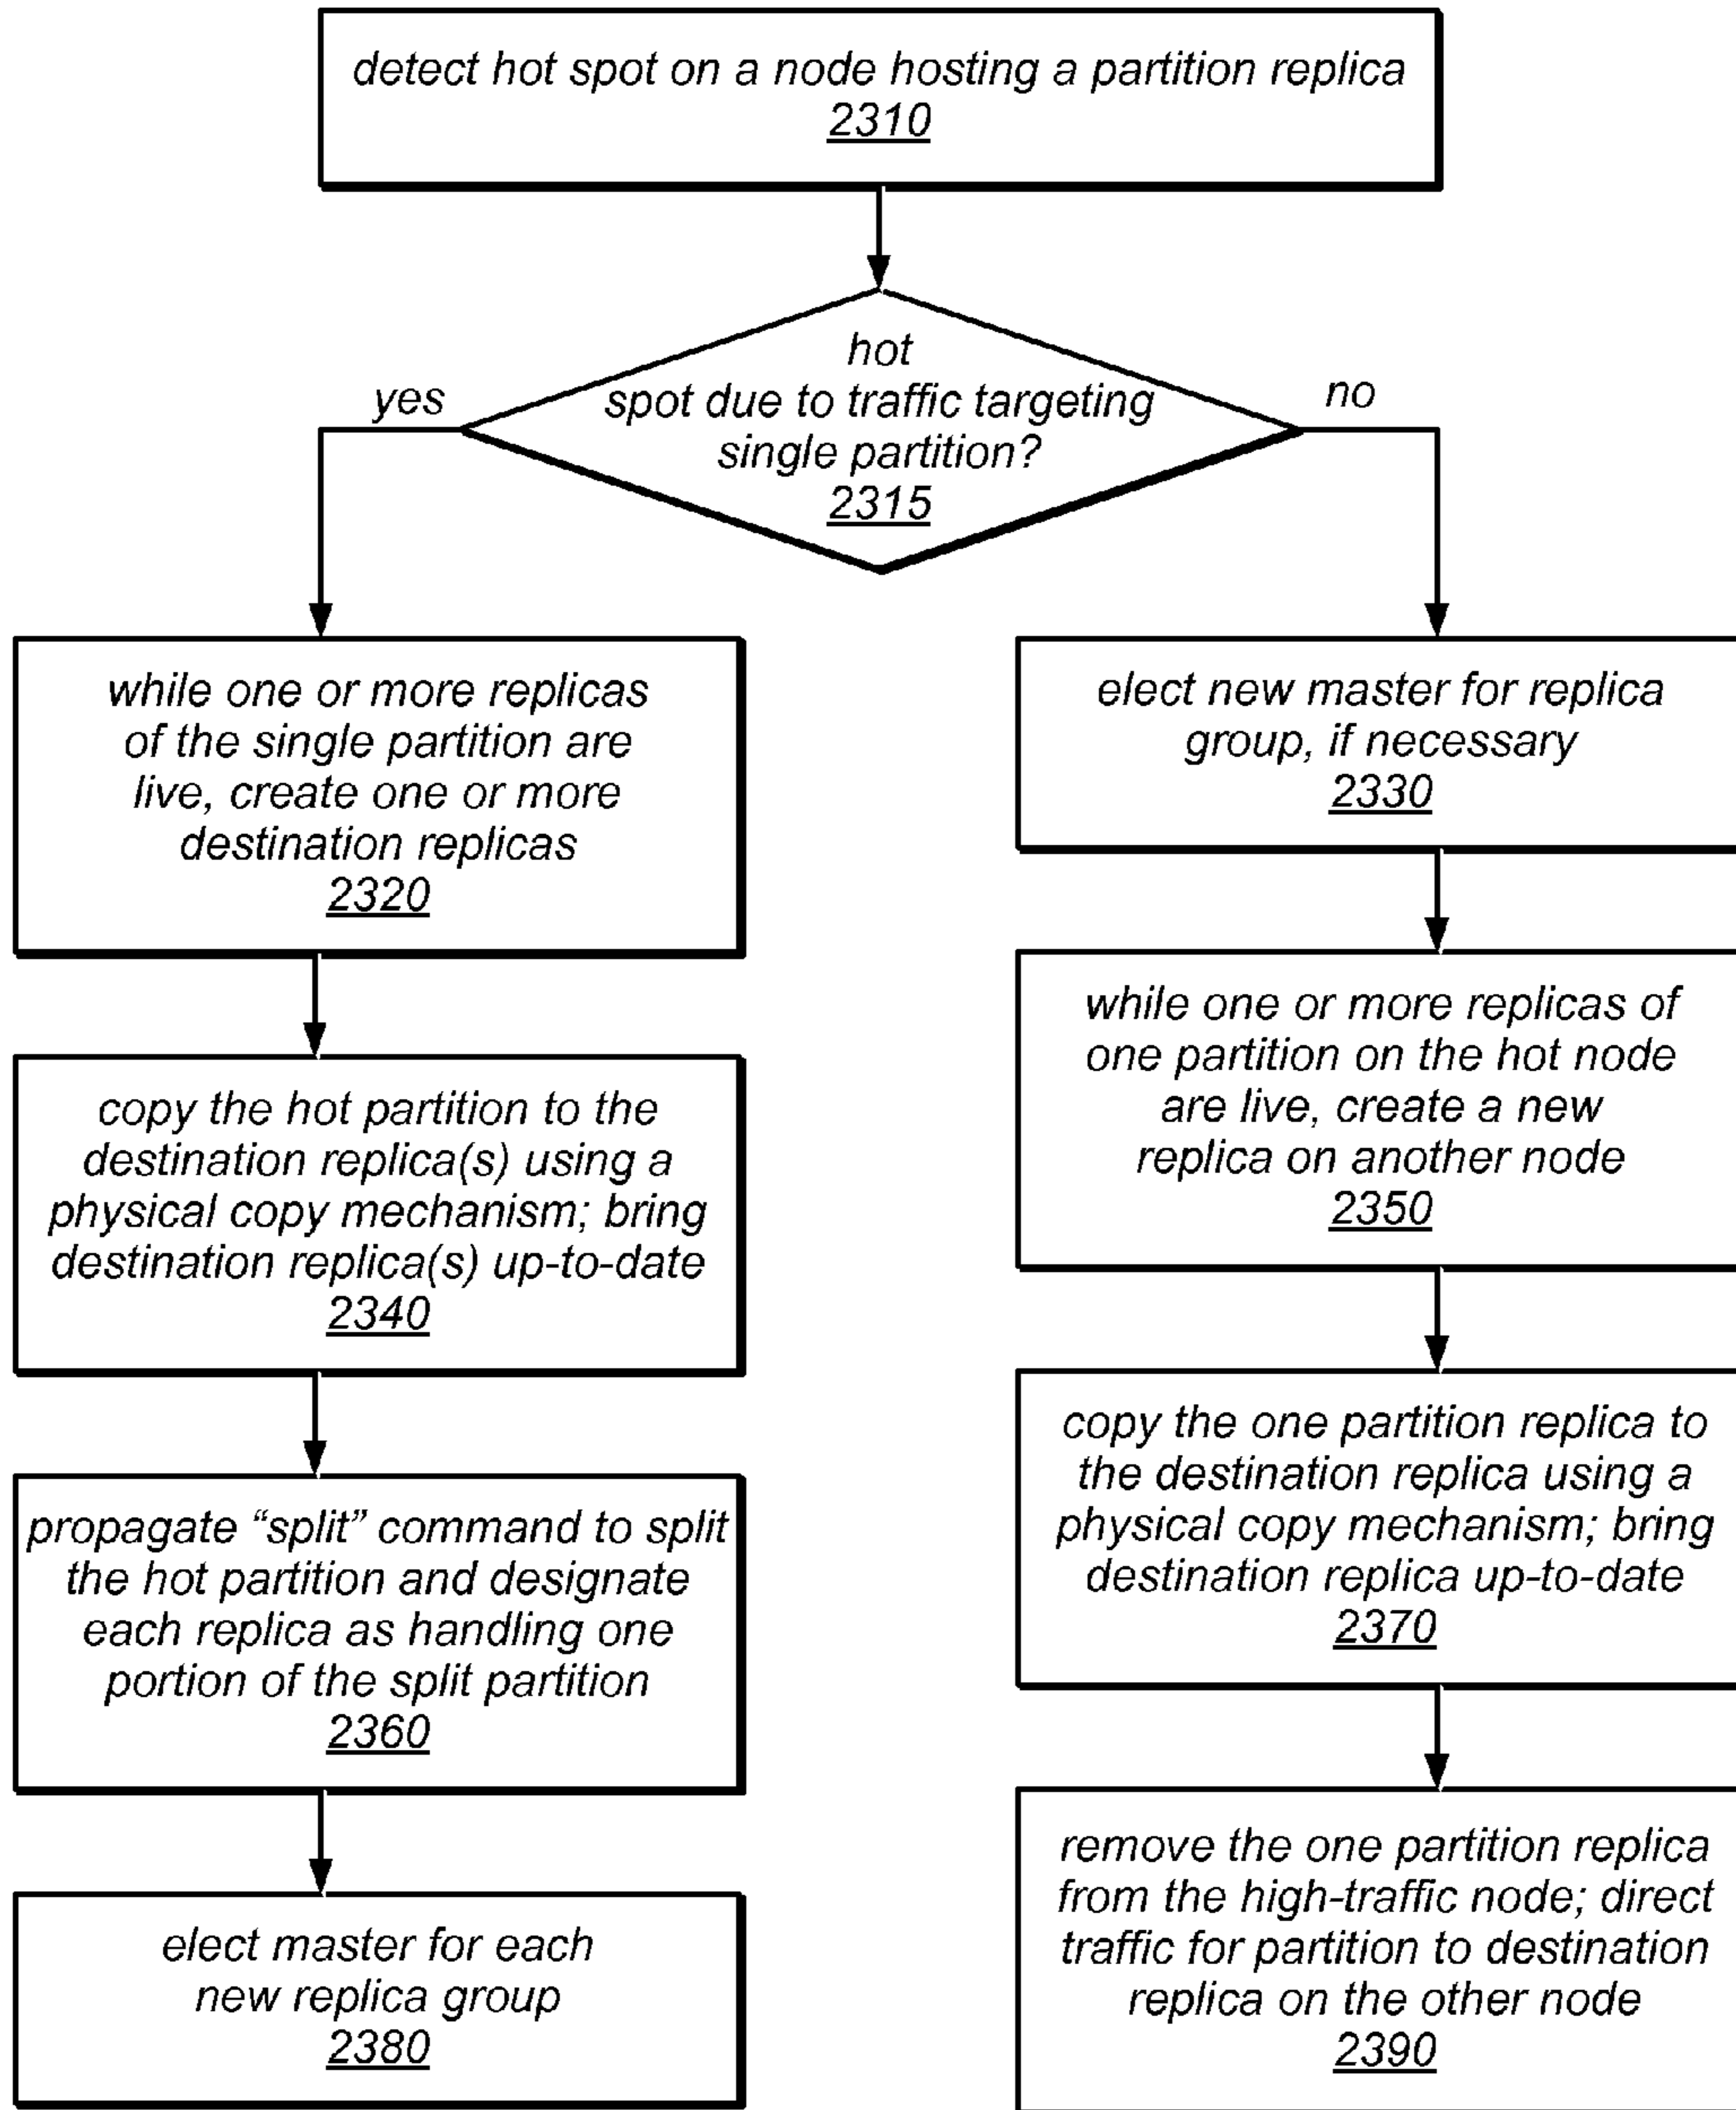 detect hot spot on a node hosting a partition replica
2310
hot
spot due to traffic targeting
single partition?
2315
yes
no
while one or more replicas
of the single partition are
live, create one or more
destination replicas
2320
copy the hot partition to the
destination replica(s) using a
physical copy mechanism; bring
destination replica(s) up-to-date
2340
propagate “split” command to split
the hot partition and designate
each replica as handling one
portion of the split partition
2360
elect master for each
new replica group
2380
elect new master for replica
group, if necessary
2330
while one or more replicas of
one partition on the hot node
are live, create a new
replica on another node
2350
copy the one partition replica to
the destination replica using a
physical copy mechanism; bring
destination replica up-to-date
2370
remove the one partition replica
from the high-traffic node; direct
traffic for partition to destination
replica on the other node
2390